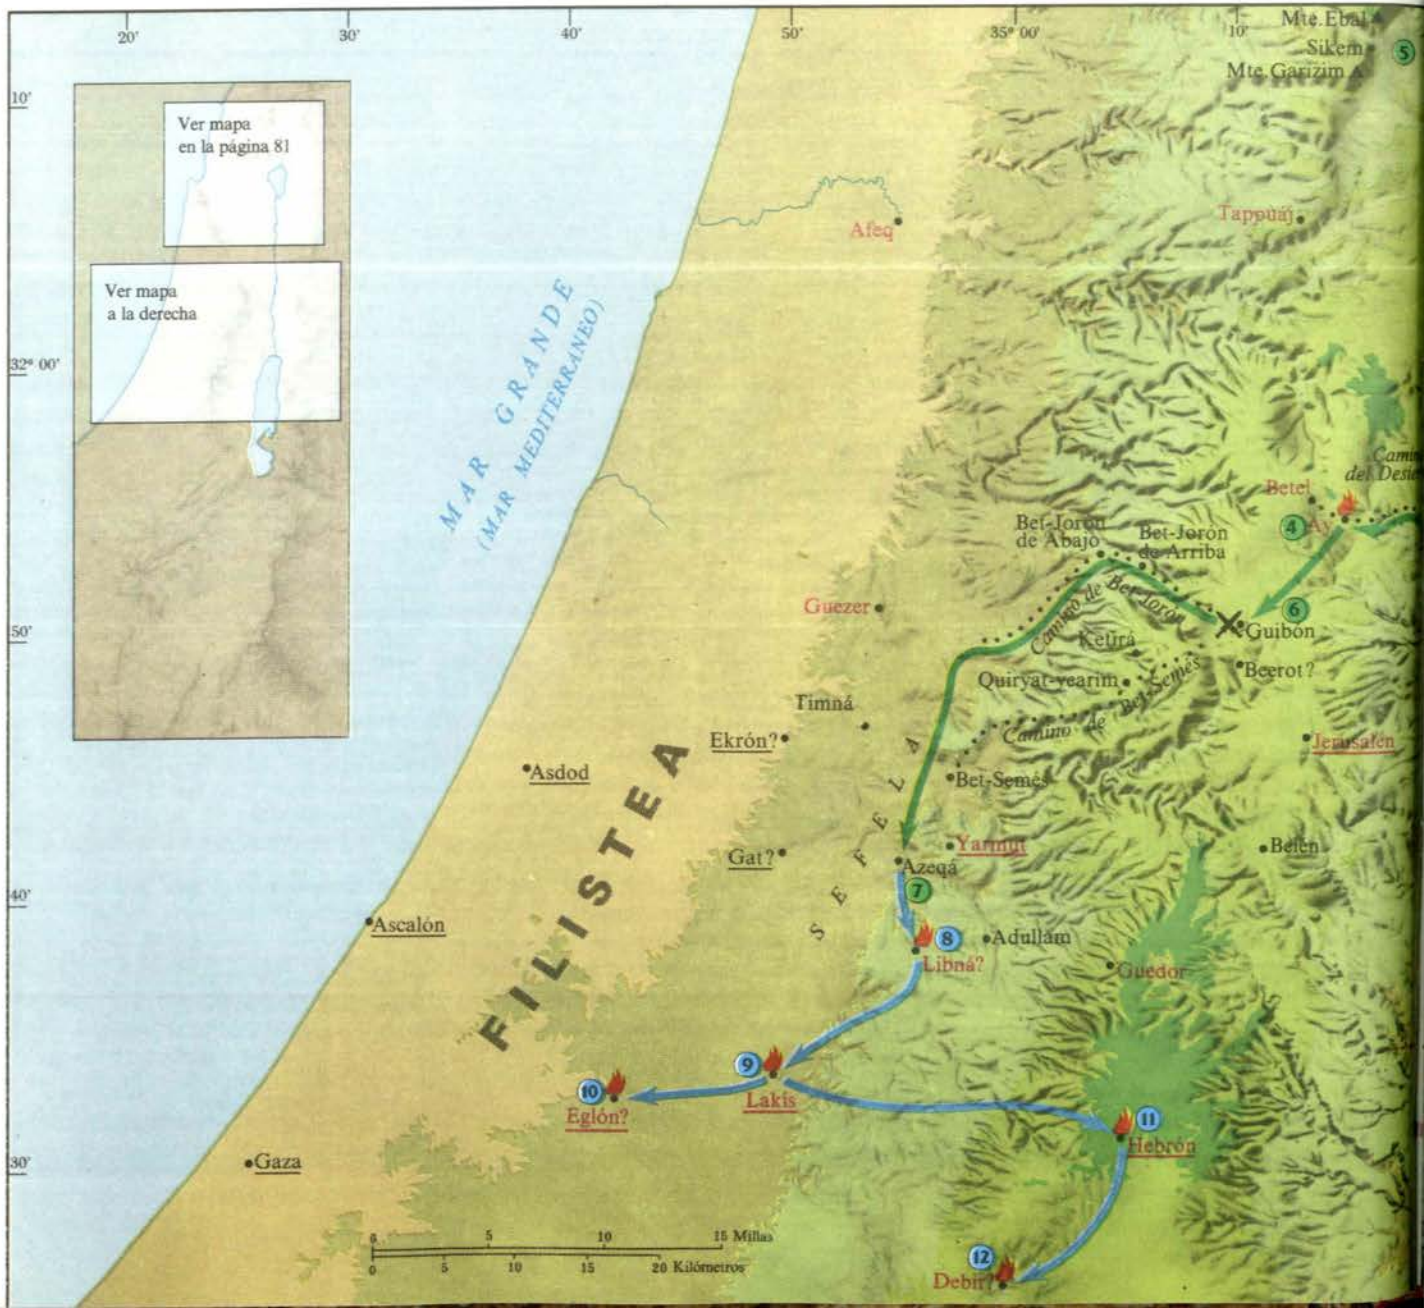 20'
30'
40'
50'
35° 00'
10'
Mte. Ebal
Sikem
5
Mte. Garizim
10'
Ver mapa
en la página 81
Afeq
Tappuáj
Ver mapa
a la derecha
MAR GRANDE
(MAR MEDITERRANEO)
32° 00'
Betel
4
Ay
Bet-Jorón
de Abajo
Bet-Jorón
de Arriba
Guezer
Camino de Bet-Jorón
6
50'
Guibón
Quiryat-yearim
Beerot?
Camino de Bet-Semés
Timná
Ekrón?
Jerusalén
Asdod
Bet-Semés
FILISTEA
SEFELA
Yarmut
Gat?
Belén
Azeqá
7
40'
Ascalón
8
Adullam
Libná?
Guedor
9
10
Lakís
Eglón?
11
Hebrón
30'
Gaza
0 5 10 15 Millas
0 5 10 15 20 Kilómetros
12
Debir?